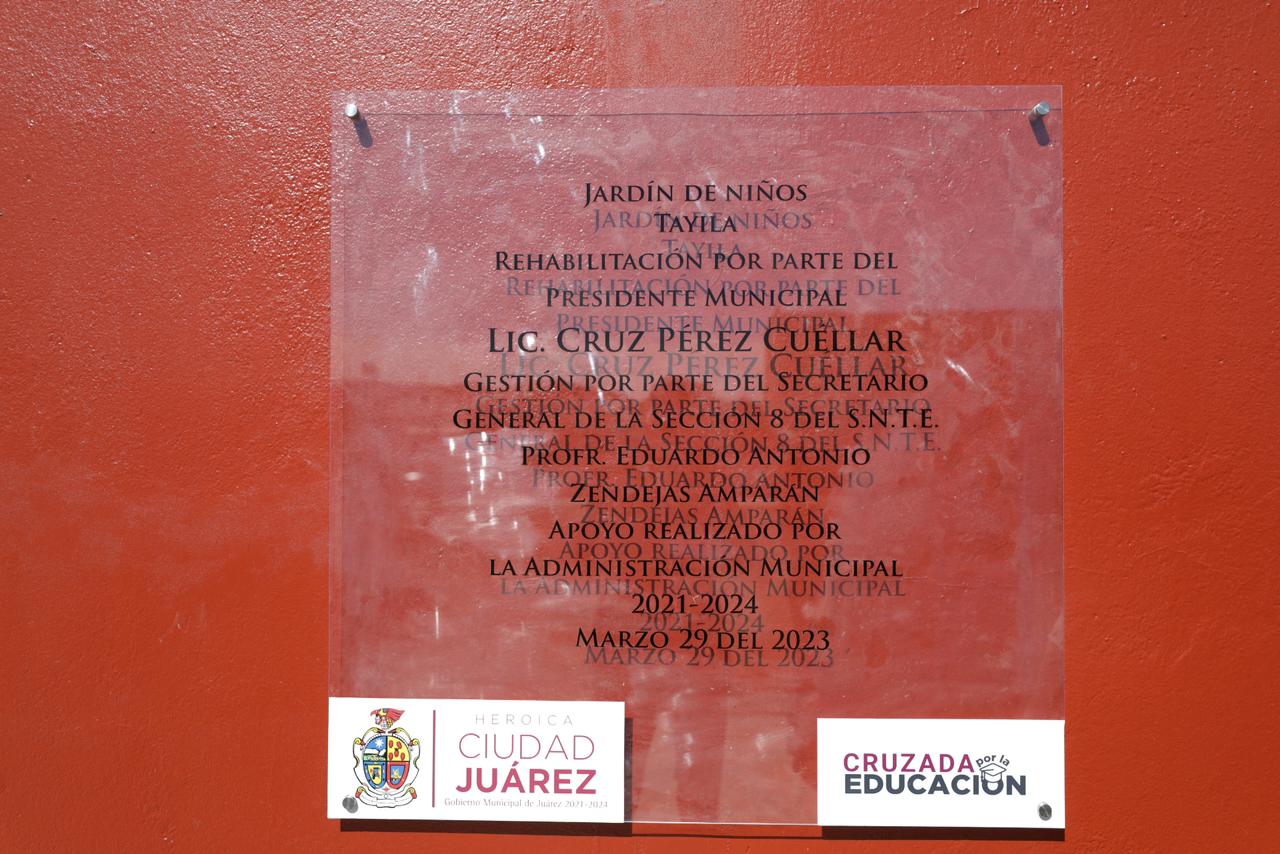 Jardín de niños
Tayila
Rehabilitación por parte del
Presidente Municipal
Lic. Cruz Pérez Cuéllar
Gestión por parte del Secretario
General de la Sección 8 del S.N.T.E.
Profr. Eduardo Antonio
Zendejas Amparán
Apoyo realizado por
la Administración Municipal
2021-2024
Marzo 29 del 2023
HEROICA
CIUDAD
JUÁREZ
Gobierno Municipal de Juárez 2021-2024
CRUZADA por la
EDUCACIÓN